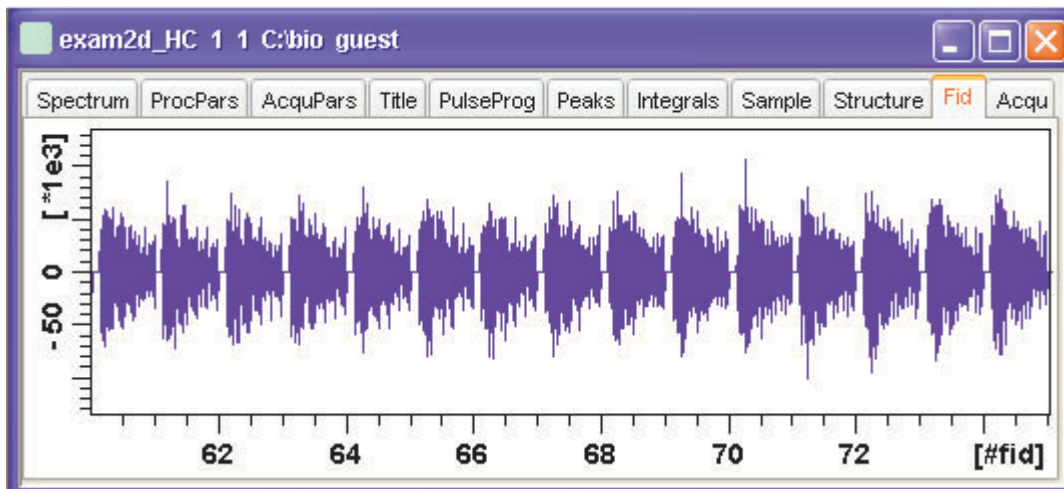 exam2d_HC 1 1 C:\bio guest
Spectrum ProcPars AcquPars Title PulsProg Peaks Integrals Sample Structure Fid Acqu
[ *1e3]
0
-50
62 64 66 68 70 72 [#fid]